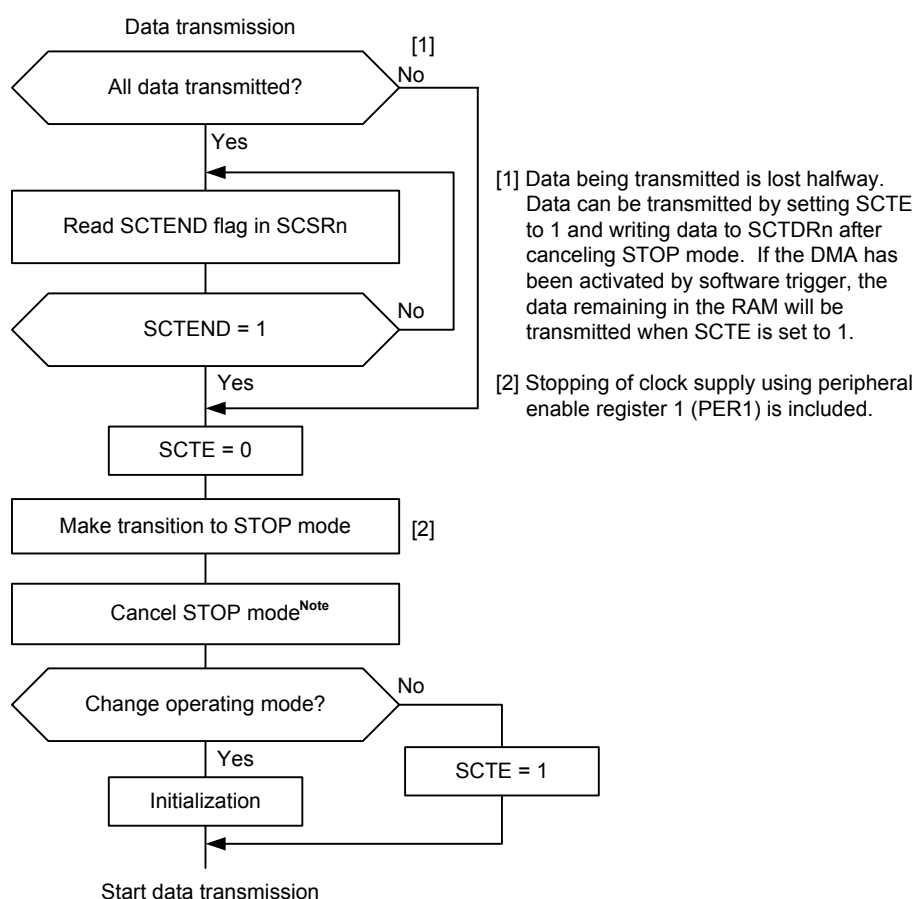 Data transmission
[1]
All data transmitted?
No
Yes
Read SCTEND flag in SCSRn
SCTEND = 1
No
Yes
SCTE = 0
Make transition to STOP mode
[2]
Cancel STOP modeNote
Change operating mode?
No
Yes
SCTE = 1
Initialization
Start data transmission
[1] Data being transmitted is lost halfway.
Data can be transmitted by setting SCTE
to 1 and writing data to SCTDRn after
canceling STOP mode.  If the DMA has
been activated by software trigger, the
data remaining in the RAM will be
transmitted when SCTE is set to 1.
[2] Stopping of clock supply using peripheral
enable register 1 (PER1) is included.